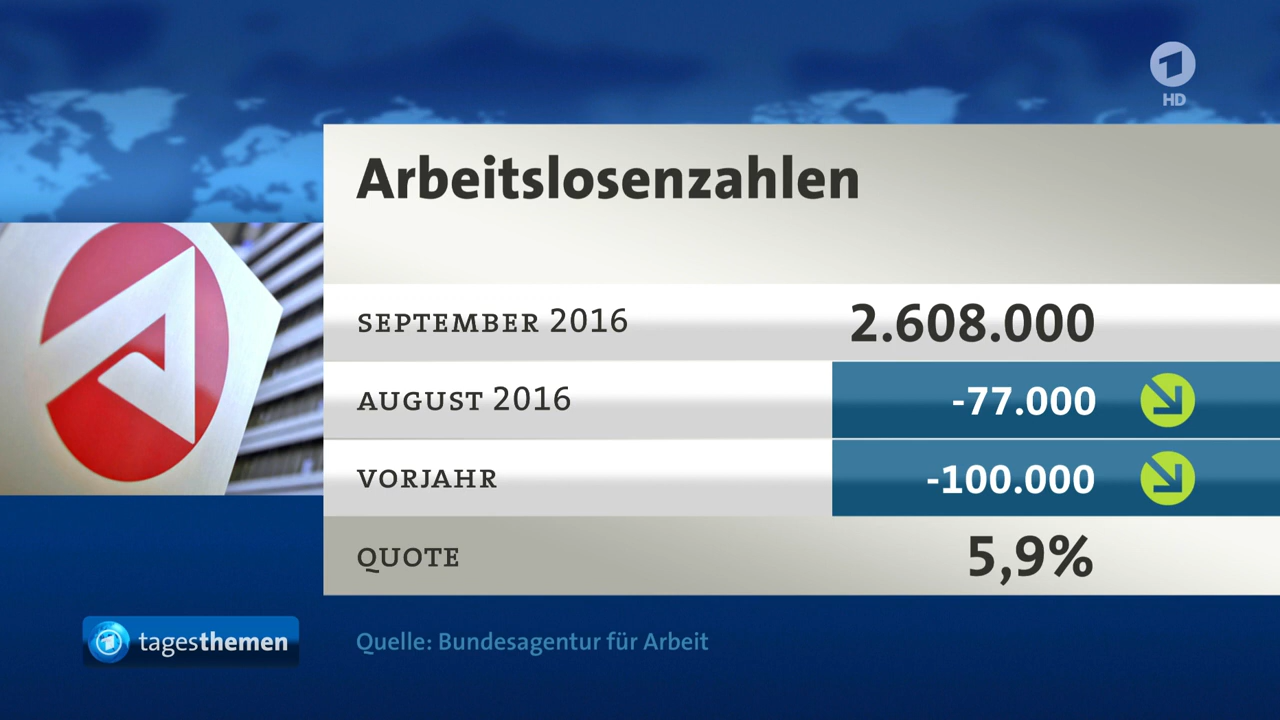 HD
Arbeitslosenzahlen
SEPTEMBER 2016 2.608.000
AUGUST 2016 -77.000
VORJAHR -100.000
QUOTE 5,9%
tagesthemen
Quelle: Bundesagentur für Arbeit